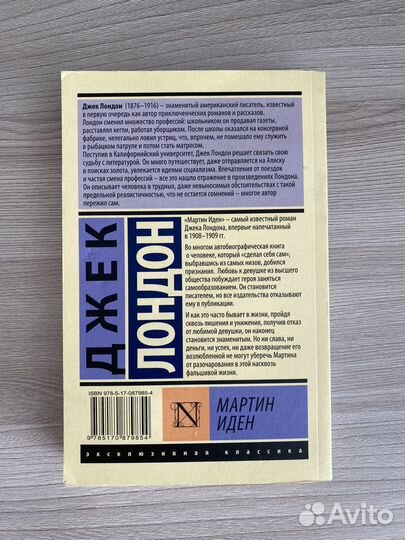 Джек Лондон (1876–1916) – знаменитый американский писатель, известный
в первую очередь как автор приключенческих романов и рассказов.
Лондон сменил множество профессий: школьником он продавал газеты,
расставлял кегли, работал уборщиком. После школы оказался на консервной
фабрике, нелегально ловил устриц, что, впрочем, не помешало ему служить
в рыбацком патруле и потом стать матросом.
Поступив в Калифорнийский университет, Джек Лондон решает связать свою
судьбу с литературой. Он много путешествует, даже отправляется на Аляску
в поисках золота, увлекается идеями социализма. Впечатления от поездок
и частая смена профессий – все это нашло отражение в произведениях Лондона.
Он описывает человека в трудных, даже невыносимых обстоятельствах с такой
предельной реалистичностью, что не остается сомнений – многое автор
пережил сам.
ДЖЕК
ЛОНДОН
«Мартин Иден» – самый известный роман
Джека Лондона, впервые напечатанный
в 1908–1909 гг.
Во многом автобиографическая книга
о человеке, который «сделал себя сам»,
выбравшись из самых низов, добился
признания. Любовь к девушке из высшего
общества побуждает героя заняться
самообразованием. Он становится
писателем, но все издательства отказывают
ему в публикации.
И как это часто бывает в жизни, пройдя
сквозь лишения и унижения, получив отказ
от любимой девушки, он наконец
становится знаменитым. Но ни слава, ни
деньги, ни успех, ни даже возвращение его
возлюбленной не могут уберечь Мартина
от разочарования в этой насквозь
фальшивой жизни.
ISBN 978-5-17-087985-4
9 785170 879854
N
МАРТИН
ИДЕН
эксклюзивная классика
Avito